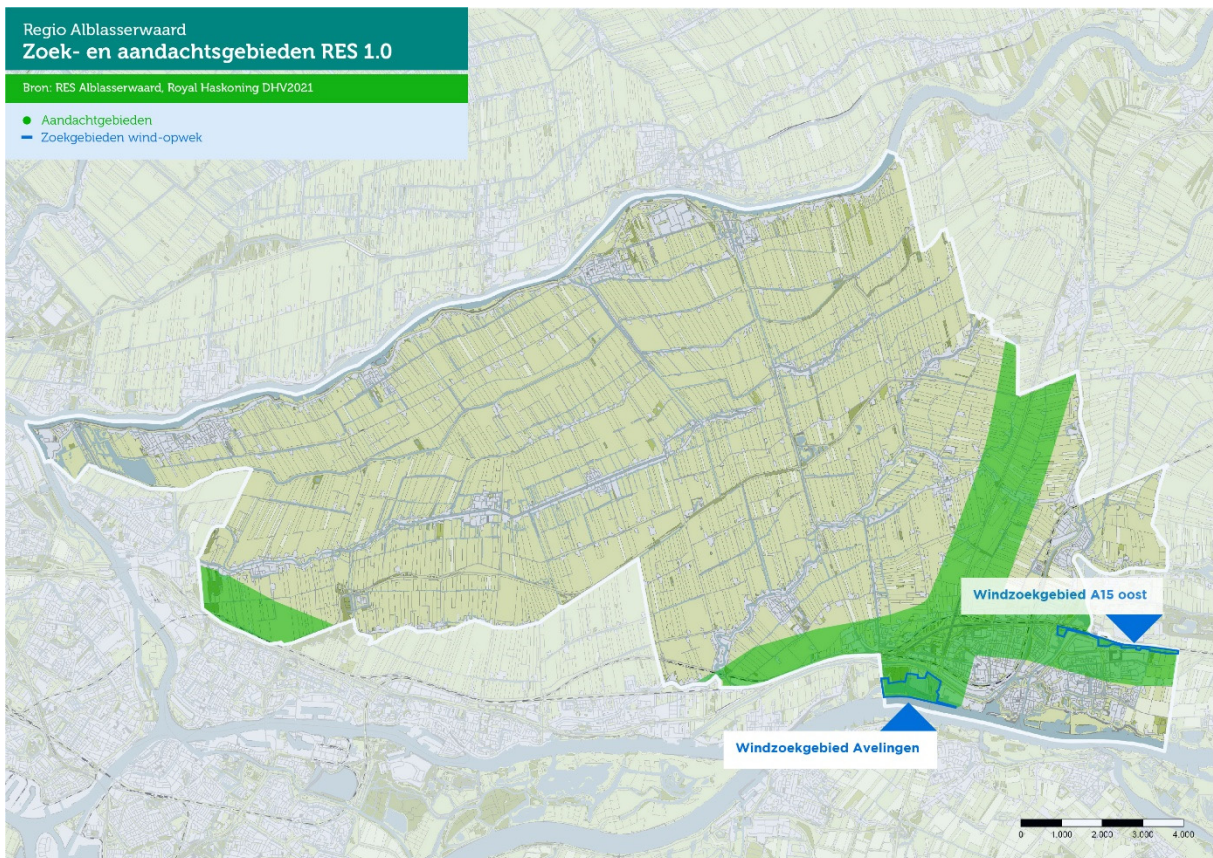 Regio Alblasserwaard
Zoek- en aandachtsgebieden RES 1.0
Bron: RES Alblasserwaard, Royal Haskoning DHV2021
Aandachtgebieden
Zoekgebieden wind-opwek
Windzoekgebied A15 oost
Windzoekgebied Avelingen
0 1.000 2.000 3.000 4.000